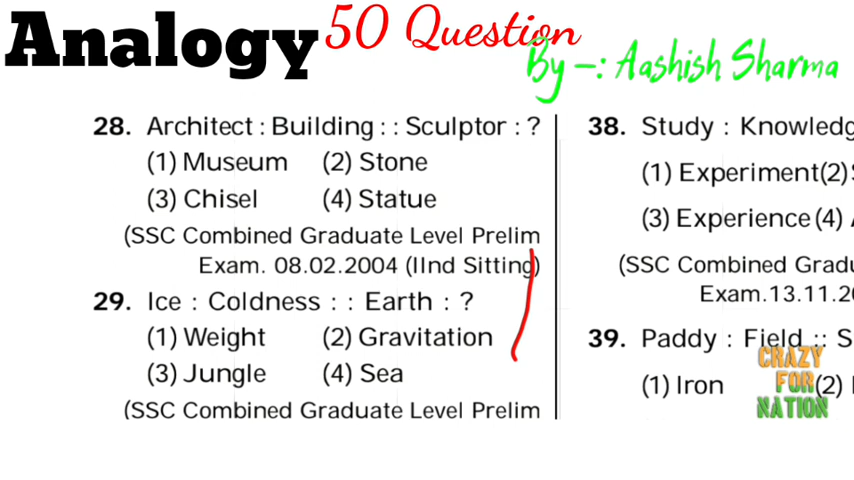 Analogy 50 Question
By -: Aashish Sharma
28. Architect : Building : : Sculptor : ?
(1) Museum (2) Stone
(3) Chisel (4) Statue
(SSC Combined Graduate Level Prelim
Exam. 08.02.2004 (IInd Sitting)
29. Ice : Coldness : : Earth : ?
(1) Weight (2) Gravitation
(3) Jungle (4) Sea
(SSC Combined Graduate Level Prelim
38. Study : Knowledg
(1) Experiment (2)
(3) Experience (4)
(SSC Combined Gradu
Exam.13.11.20
39. Paddy : Field :: S
(1) Iron (2)
CRAZY
FOR
NATION